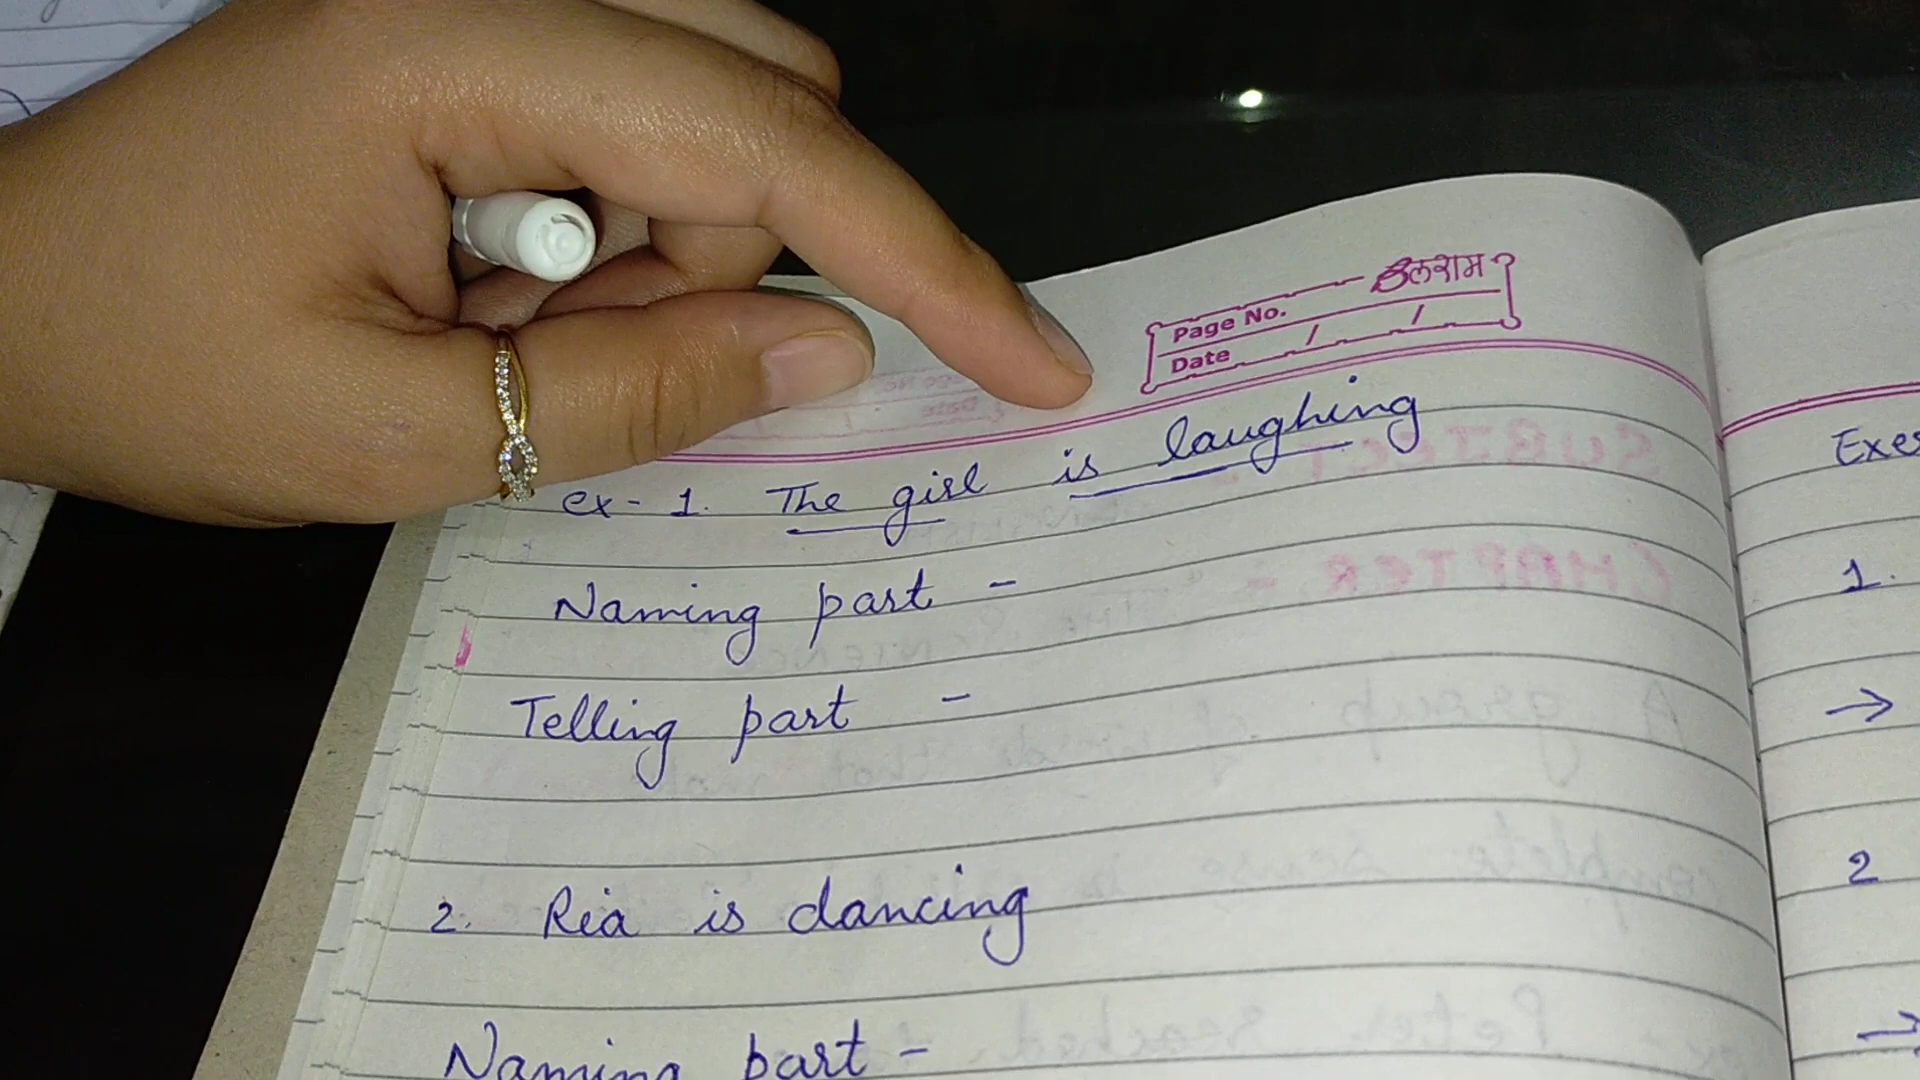 हलराम
Page No.
Date / /
ex- 1. The girl is laughing
Naming part -
Telling part -
2. Ria is dancing
Naming part -
1.
→
2
→